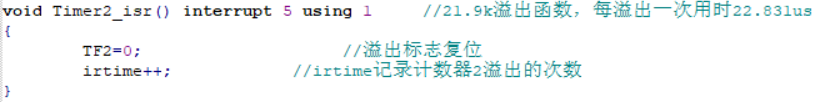 void Timer2_isr() interrupt 5 using 1 //21.9k溢出函数，每溢出一次用时22.831us
{
TF2=0; //溢出标志复位
irtime++; //irtime记录计数器2溢出的次数
}